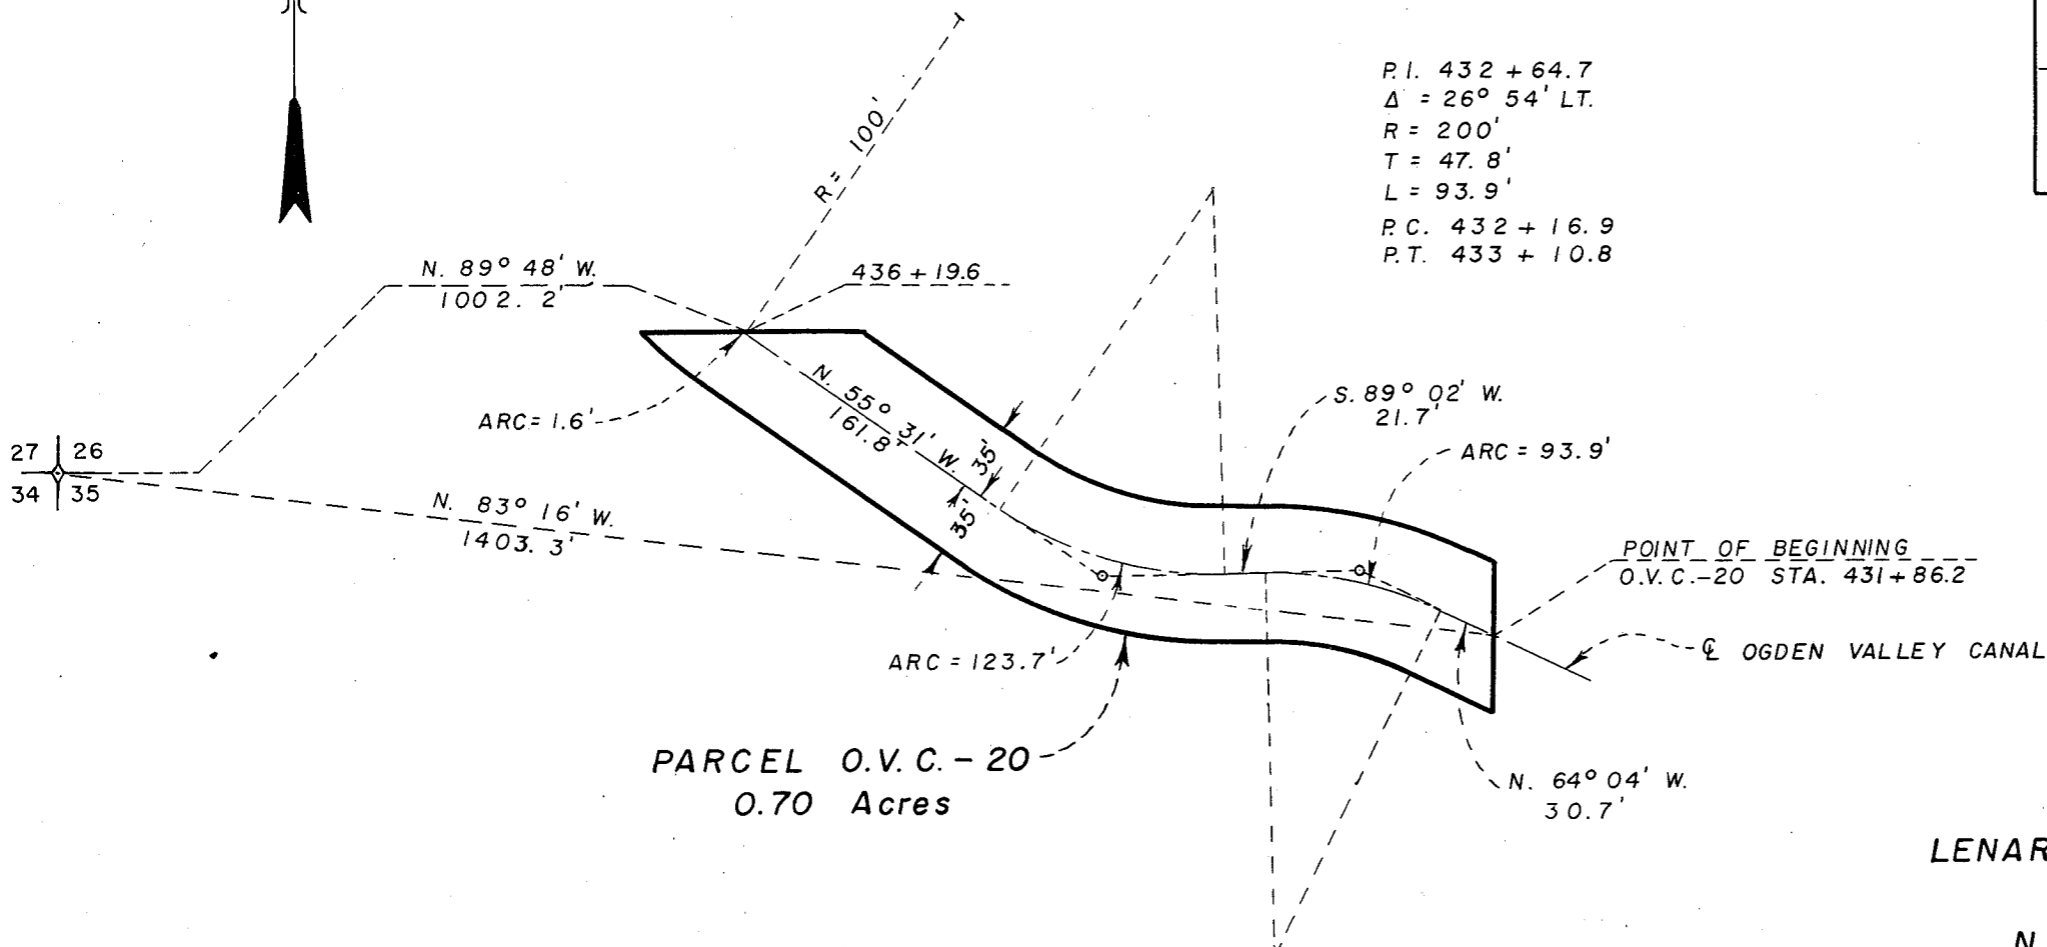 P.I. 432 + 64.7
Δ = 26° 54' LT.
R = 200'
T = 47.8'
L = 93.9'
P.C. 432 + 16.9
P.T. 433 + 10.8
R = 100'
N. 89° 48' W.
1002.2'
436 + 19.6
ARC = 1.6'
N. 55° 31' W.
161.8'
35'
35'
S. 89° 02' W.
21.7'
ARC = 93.9'
27 26
34 35
N. 83° 16' W.
1403.3'
POINT OF BEGINNING
O.V.C.-20 STA. 431+86.2
ARC = 123.7'
℄ OGDEN VALLEY CANAL
PARCEL O.V.C. - 20
0.70 Acres
N. 64° 04' W.
30.7'
LENAR
N